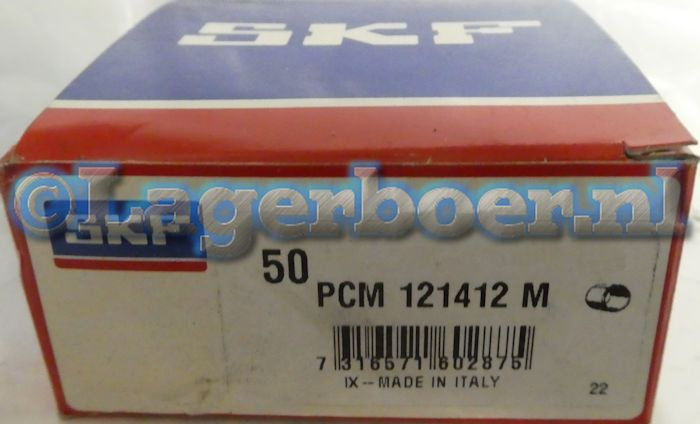 SKF
©Lagerboer.nl
SKF
50
PCM 121412 M
7 316571 602875
IX--MADE IN ITALY
22